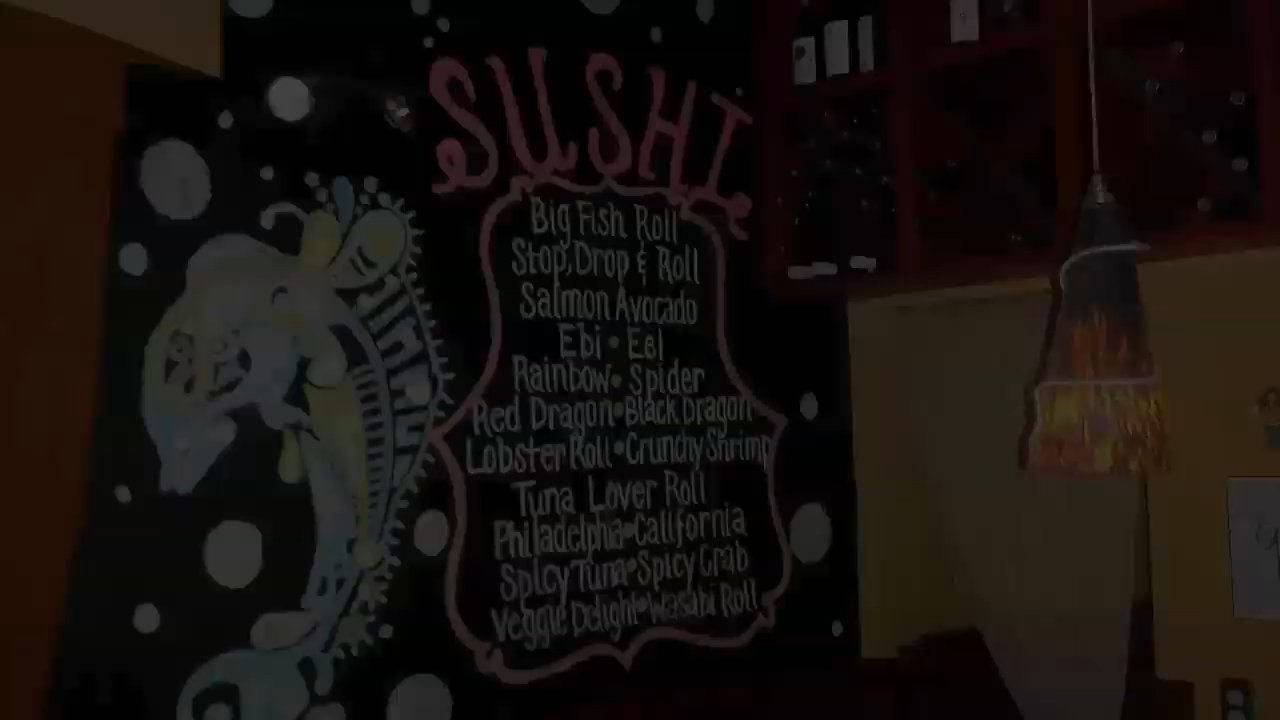 SUSHI
Big Fish Roll
Stop, Drop & Roll
Salmon Avocado
Ebi • Eel
Rainbow • Spider
Red Dragon • Black Dragon
Lobster Roll • Crunchy Shrimp
Tuna Lover Roll
Philadelphia • California
Spicy Tuna • Spicy Crab
Veggie Delight • Wasabi Roll